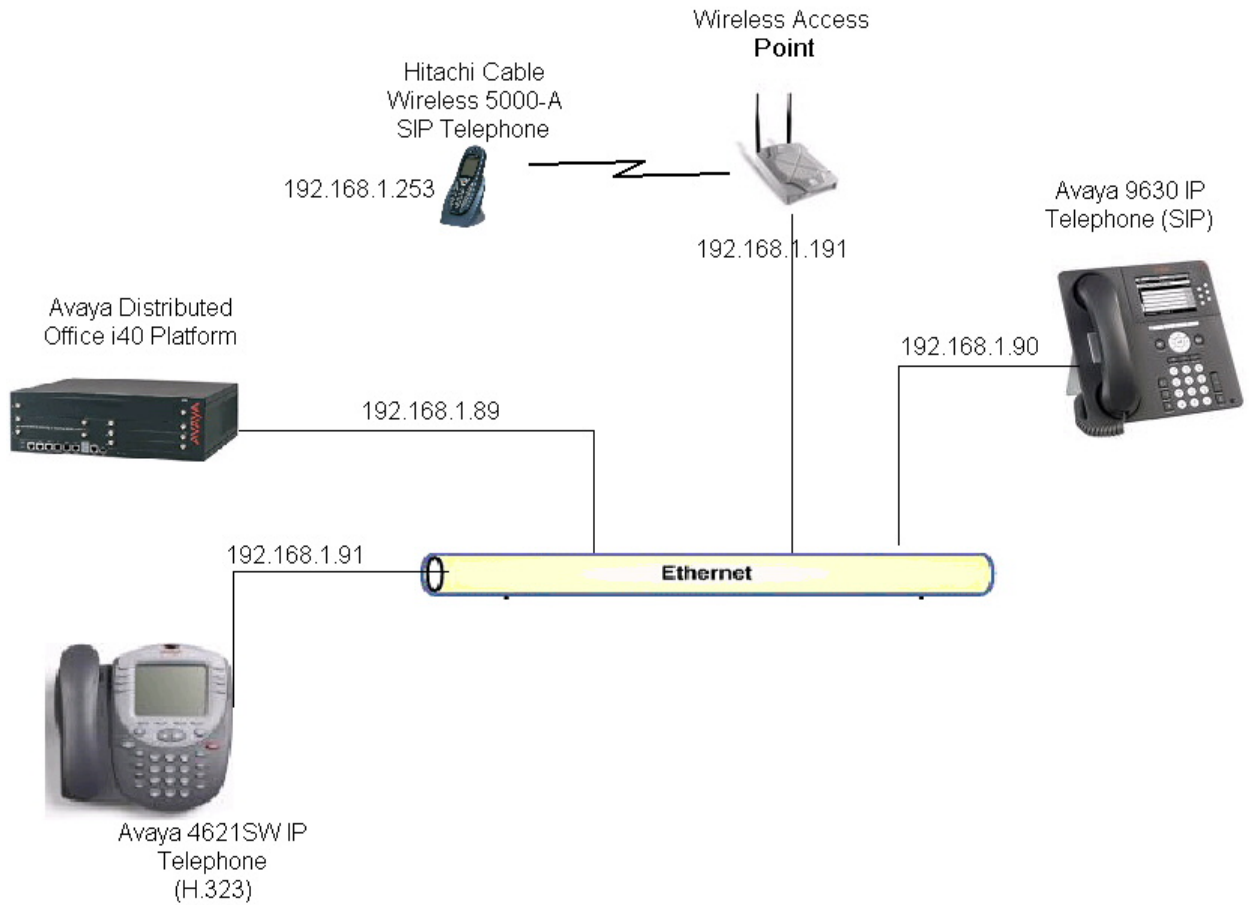 Wireless Access
Point
Hitachi Cable
Wireless 5000-A
SIP Telephone
192.168.1.253
Avaya 9630 IP
Telephone (SIP)
192.168.1.191
Avaya Distributed
Office i40 Platform
192.168.1.90
192.168.1.89
AVAYA
192.168.1.91
Ethernet
Avaya 4621SW IP
Telephone
(H.323)